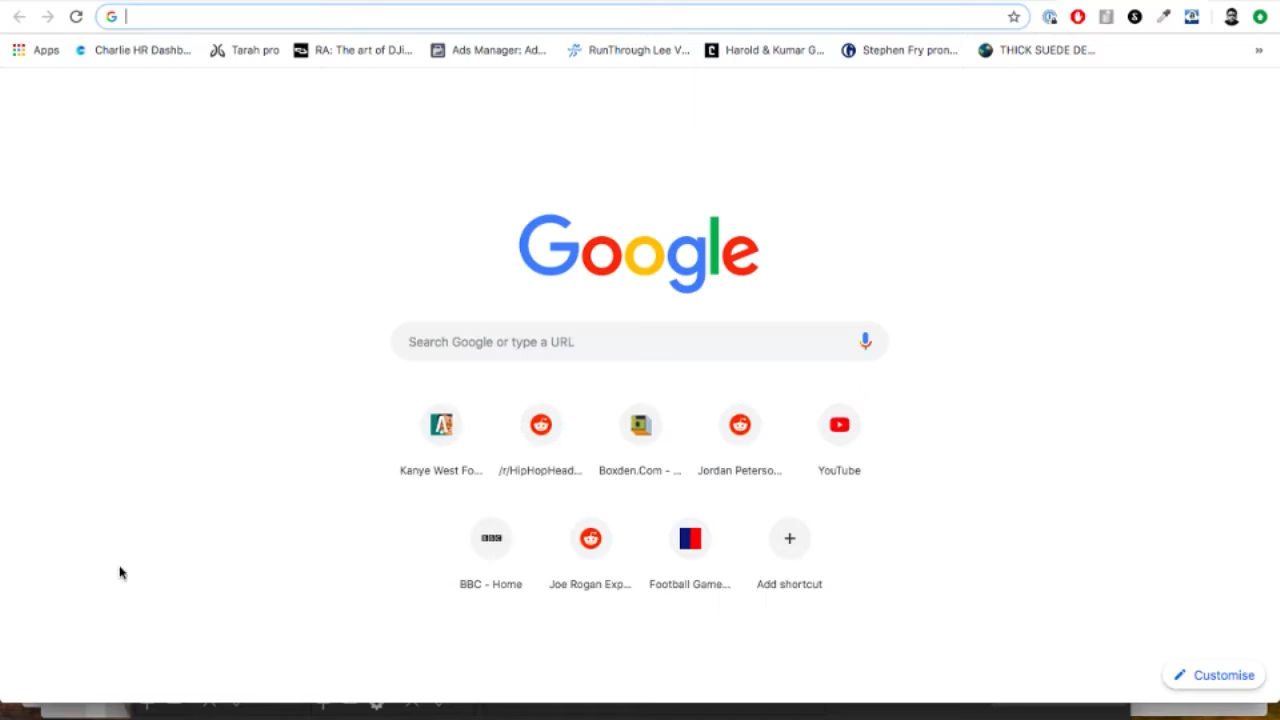 Apps Charlie HR Dashb... Tarah pro RA: The art of DJi... Ads Manager: Ad... RunThrough Lee V... Harold & Kumar G... Stephen Fry pron... THICK SUEDE DE... »
Google
Search Google or type a URL
Kanye West Fo... /r/HipHopHead... Boxden.Com - ... Jordan Peterso... YouTube
BBC
BBC - Home Joe Rogan Exp... Football Game... Add shortcut
Customise